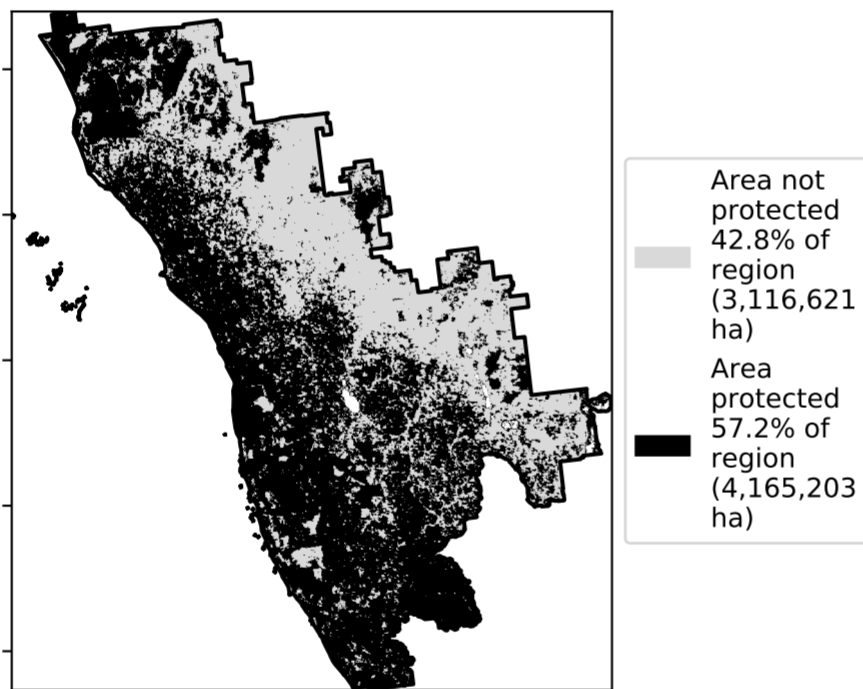 Area not
protected
42.8% of
region
(3,116,621
ha)
Area
protected
57.2% of
region
(4,165,203
ha)